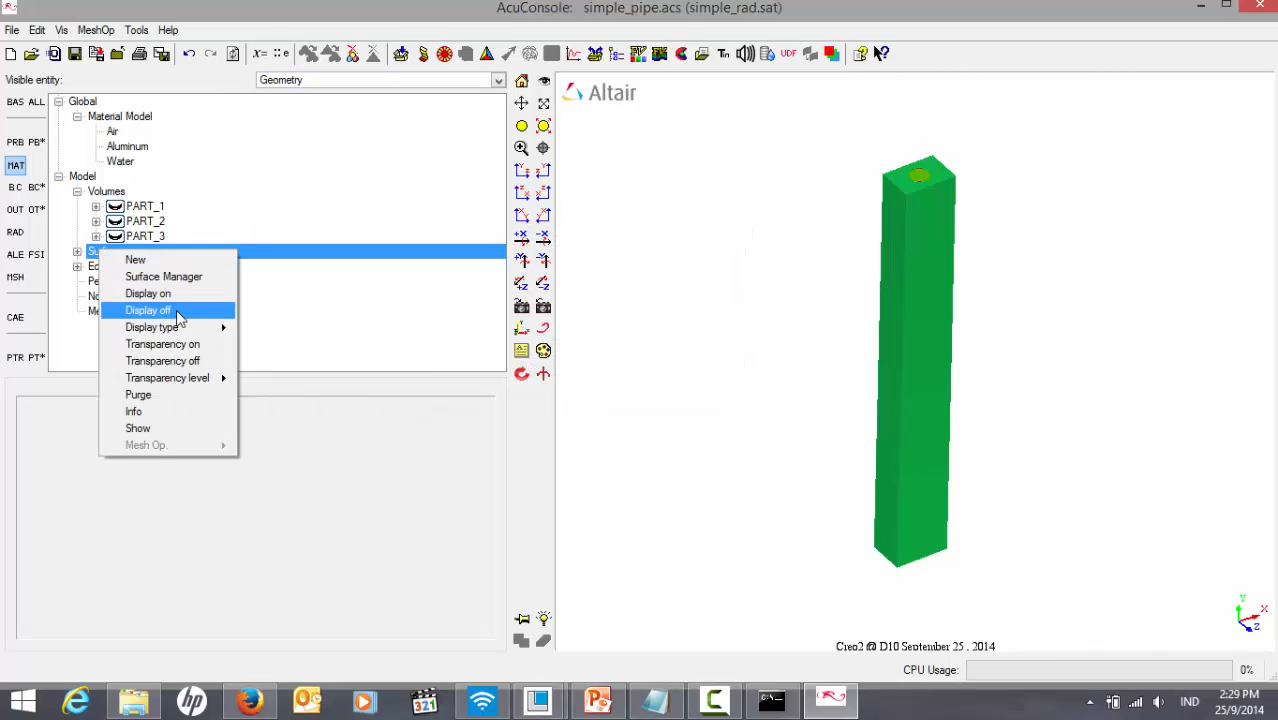 AcuConsole: simple_pipe.acs (simple_rad.sat)
File Edit Vis MeshOp Tools Help
Visible entity: Geometry
BAS ALL
PRB PB*
MAT
BC BC*
OUT OT*
RAD
ALE FSI
MSH
CAE
PTR PT*
Global
Material Model
Air
Aluminum
Water
Model
Volumes
PART_1
PART_2
PART_3
New
Surface Manager
Display on
Display off
Display type
Transparency on
Transparency off
Transparency level
Purge
Info
Show
Mesh Op.
UDF
Altair
Y
X
Z
Creo2 @ D10 September 25 , 2014
CPU Usage: 0%
hp
321
IND
2:29 PM
25/9/2014